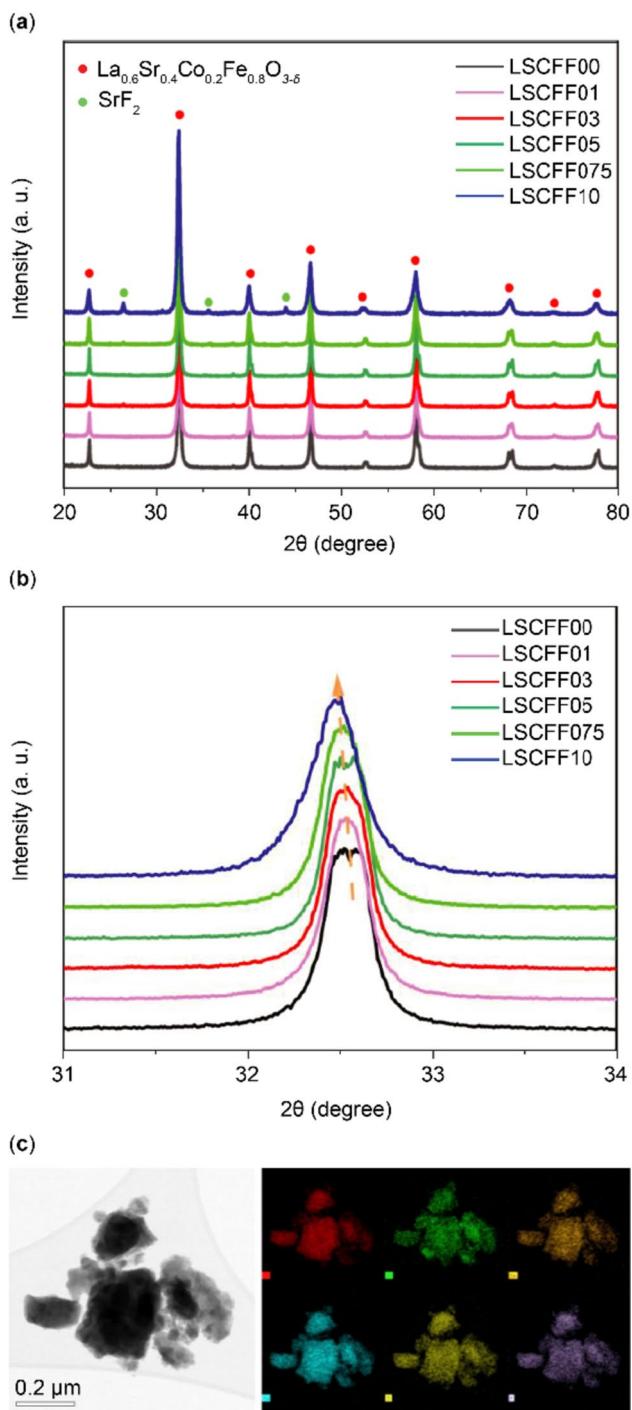 (a)
La0.6Sr0.4Co0.2Fe0.8O3-δ
SrF2
LSCFF00
LSCFF01
LSCFF03
LSCFF05
LSCFF075
LSCFF10
Intensity (a. u.)
20 30 40 50 60 70 80
2θ (degree)
(b)
LSCFF00
LSCFF01
LSCFF03
LSCFF05
LSCFF075
LSCFF10
Intensity (a. u.)
31 32 33 34
2θ (degree)
(c)
0.2 μm